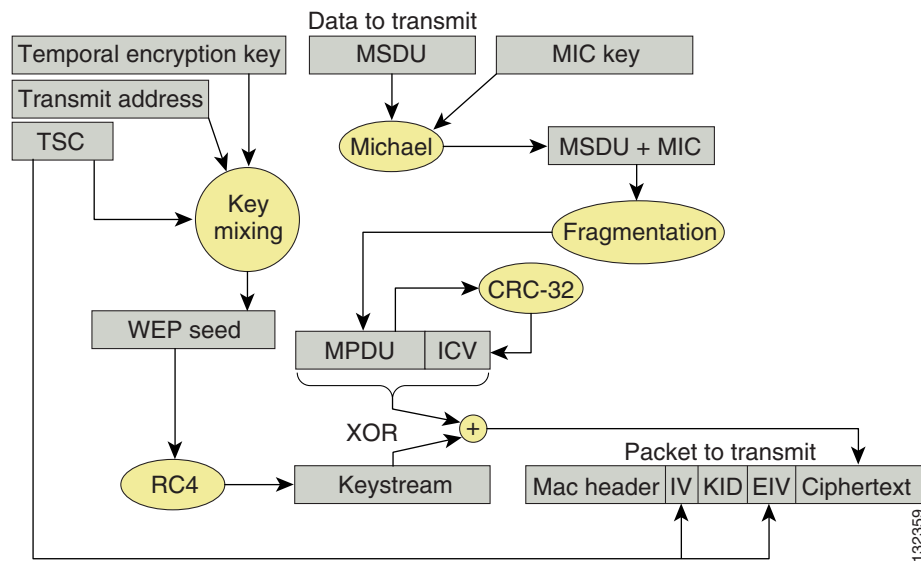 Data to transmit
Temporal encryption key
MSDU
MIC key
Transmit address
TSC
Michael
MSDU + MIC
Key
mixing
Fragmentation
CRC-32
WEP seed
MPDU
ICV
XOR
+
Packet to transmit
RC4
Keystream
Mac header
IV
KID
EIV
Ciphertext
132359